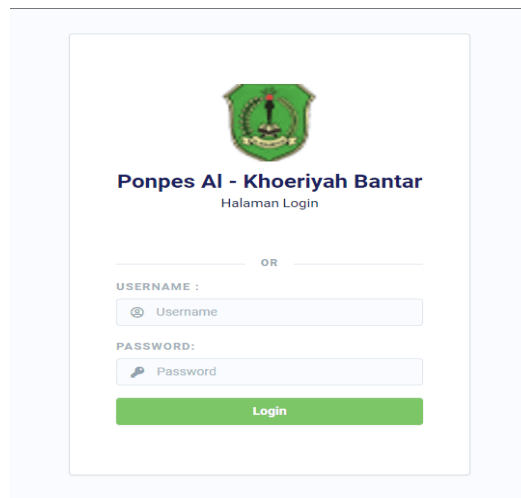 Ponpes Al - Khoeriyah Bantar
Halaman Login
OR
USERNAME :
Username
PASSWORD:
Password
Login